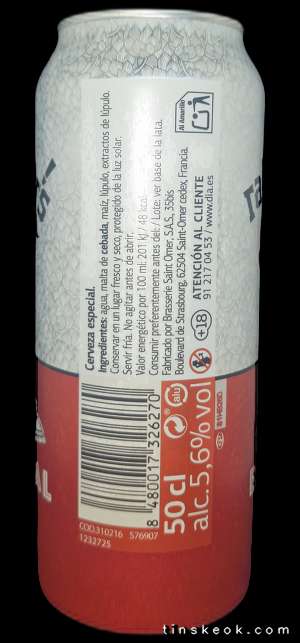 Cerveza especial.
Ingredientes: agua, malta de cebada, maíz, lúpulo, extractos de lúpulo.
Conservar en un lugar fresco y seco, protegido de la luz solar.
Servir fría. No agitar antes de abrir.
Valor energético por 100 ml: 201 kJ / 48 kcal
Consumir preferentemente antes del: / Lote: ver base de la lata.
Fabricado por Brasserie Saint Omer, S.A.S, 35bis
Boulevard de Strasbourg, 62504 Saint-Omer cedex, Francia.
ATENCIÓN AL CLIENTE
91 217 04 53 / www.dia.es
+18
Al Amarillo
8 480017 326270
50 cl
alu
alc. 5,6% vol
COD.310216 576907
1232725
AL
tinskeok.com